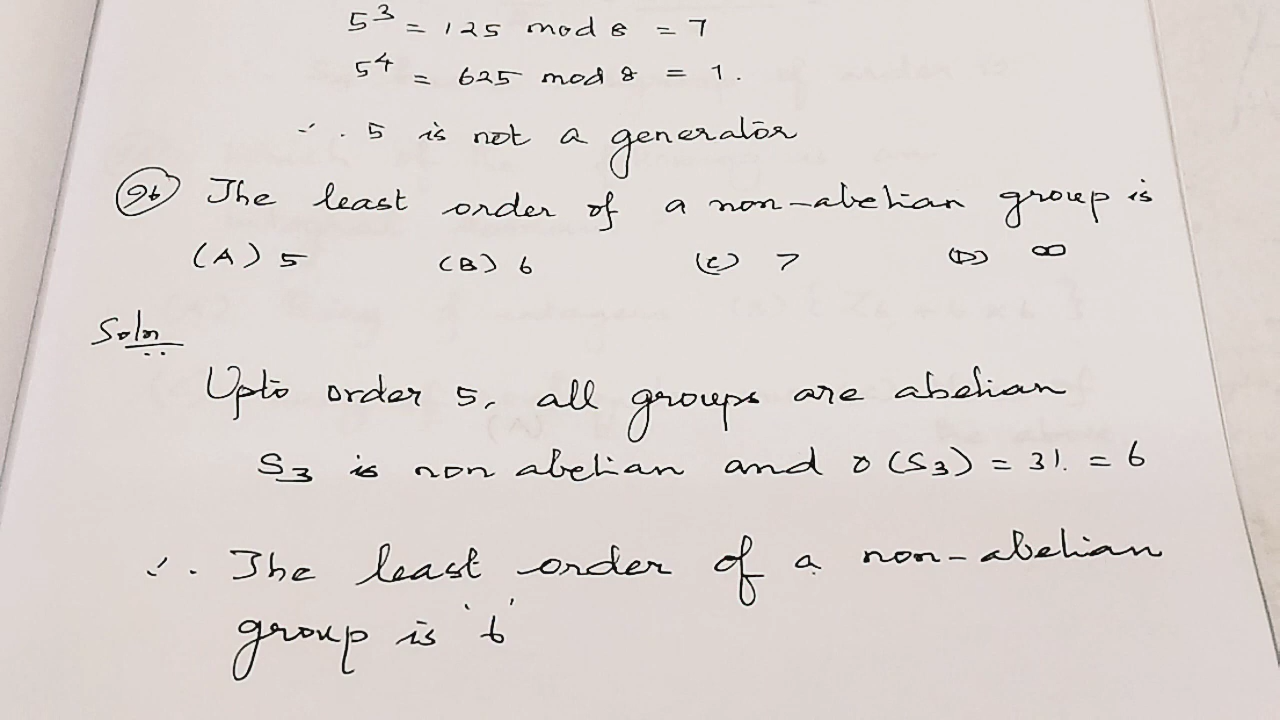 5³ = 125 mod 8 = 7
5⁴ = 625 mod 8 = 1.
∴ 5 is not a generator
26 The least order of a non-abelian group is
(A) 5 (B) 6 (C) 7 (D) ∞
Soln
Upto order 5, all groups are abelian
S₃ is non abelian and o(S₃) = 3! = 6
∴ The least order of a non-abelian
group is '6'